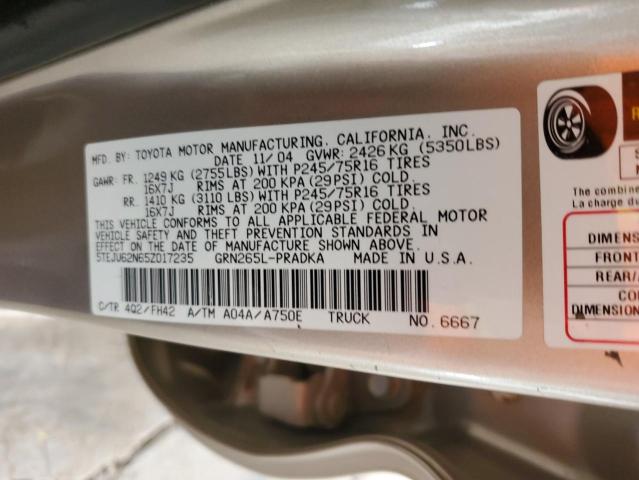 MFD. BY: TOYOTA MOTOR MANUFACTURING, CALIFORNIA, INC.
DATE 11/04 GVWR: 2426 KG (5350LBS)
GAWR: FR. 1249 KG (2755LBS) WITH P245/75R16 TIRES
16X7J RIMS AT 200 KPA (29PSI) COLD.
RR. 1410 KG (3110 LBS) WITH P245/75R16 TIRES
16X7J RIMS AT 200 KPA (29PSI) COLD.
THIS VEHICLE CONFORMS TO ALL APPLICABLE FEDERAL MOTOR
VEHICLE SAFETY AND THEFT PREVENTION STANDARDS IN
EFFECT ON THE DATE OF MANUFACTURE SHOWN ABOVE.
5TEJU62N65Z017235 GRN265L-PRADKA MADE IN U.S.A.
C/TR 4Q2/FH42 A/TM A04A/A750E TRUCK NO. 6667
The combine
La charge du
DIMENS
FRONT
REAR/
CO
DIMENSION